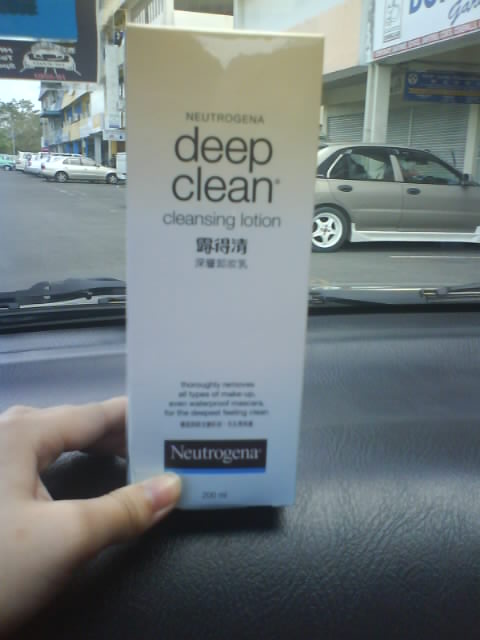 NEUTROGENA
deep
clean®
cleansing lotion
露得清
深層卸妝乳
thoroughly removes
all types of make-up,
even waterproof mascara,
for the deepest feeling clean
Neutrogena®
200 ml